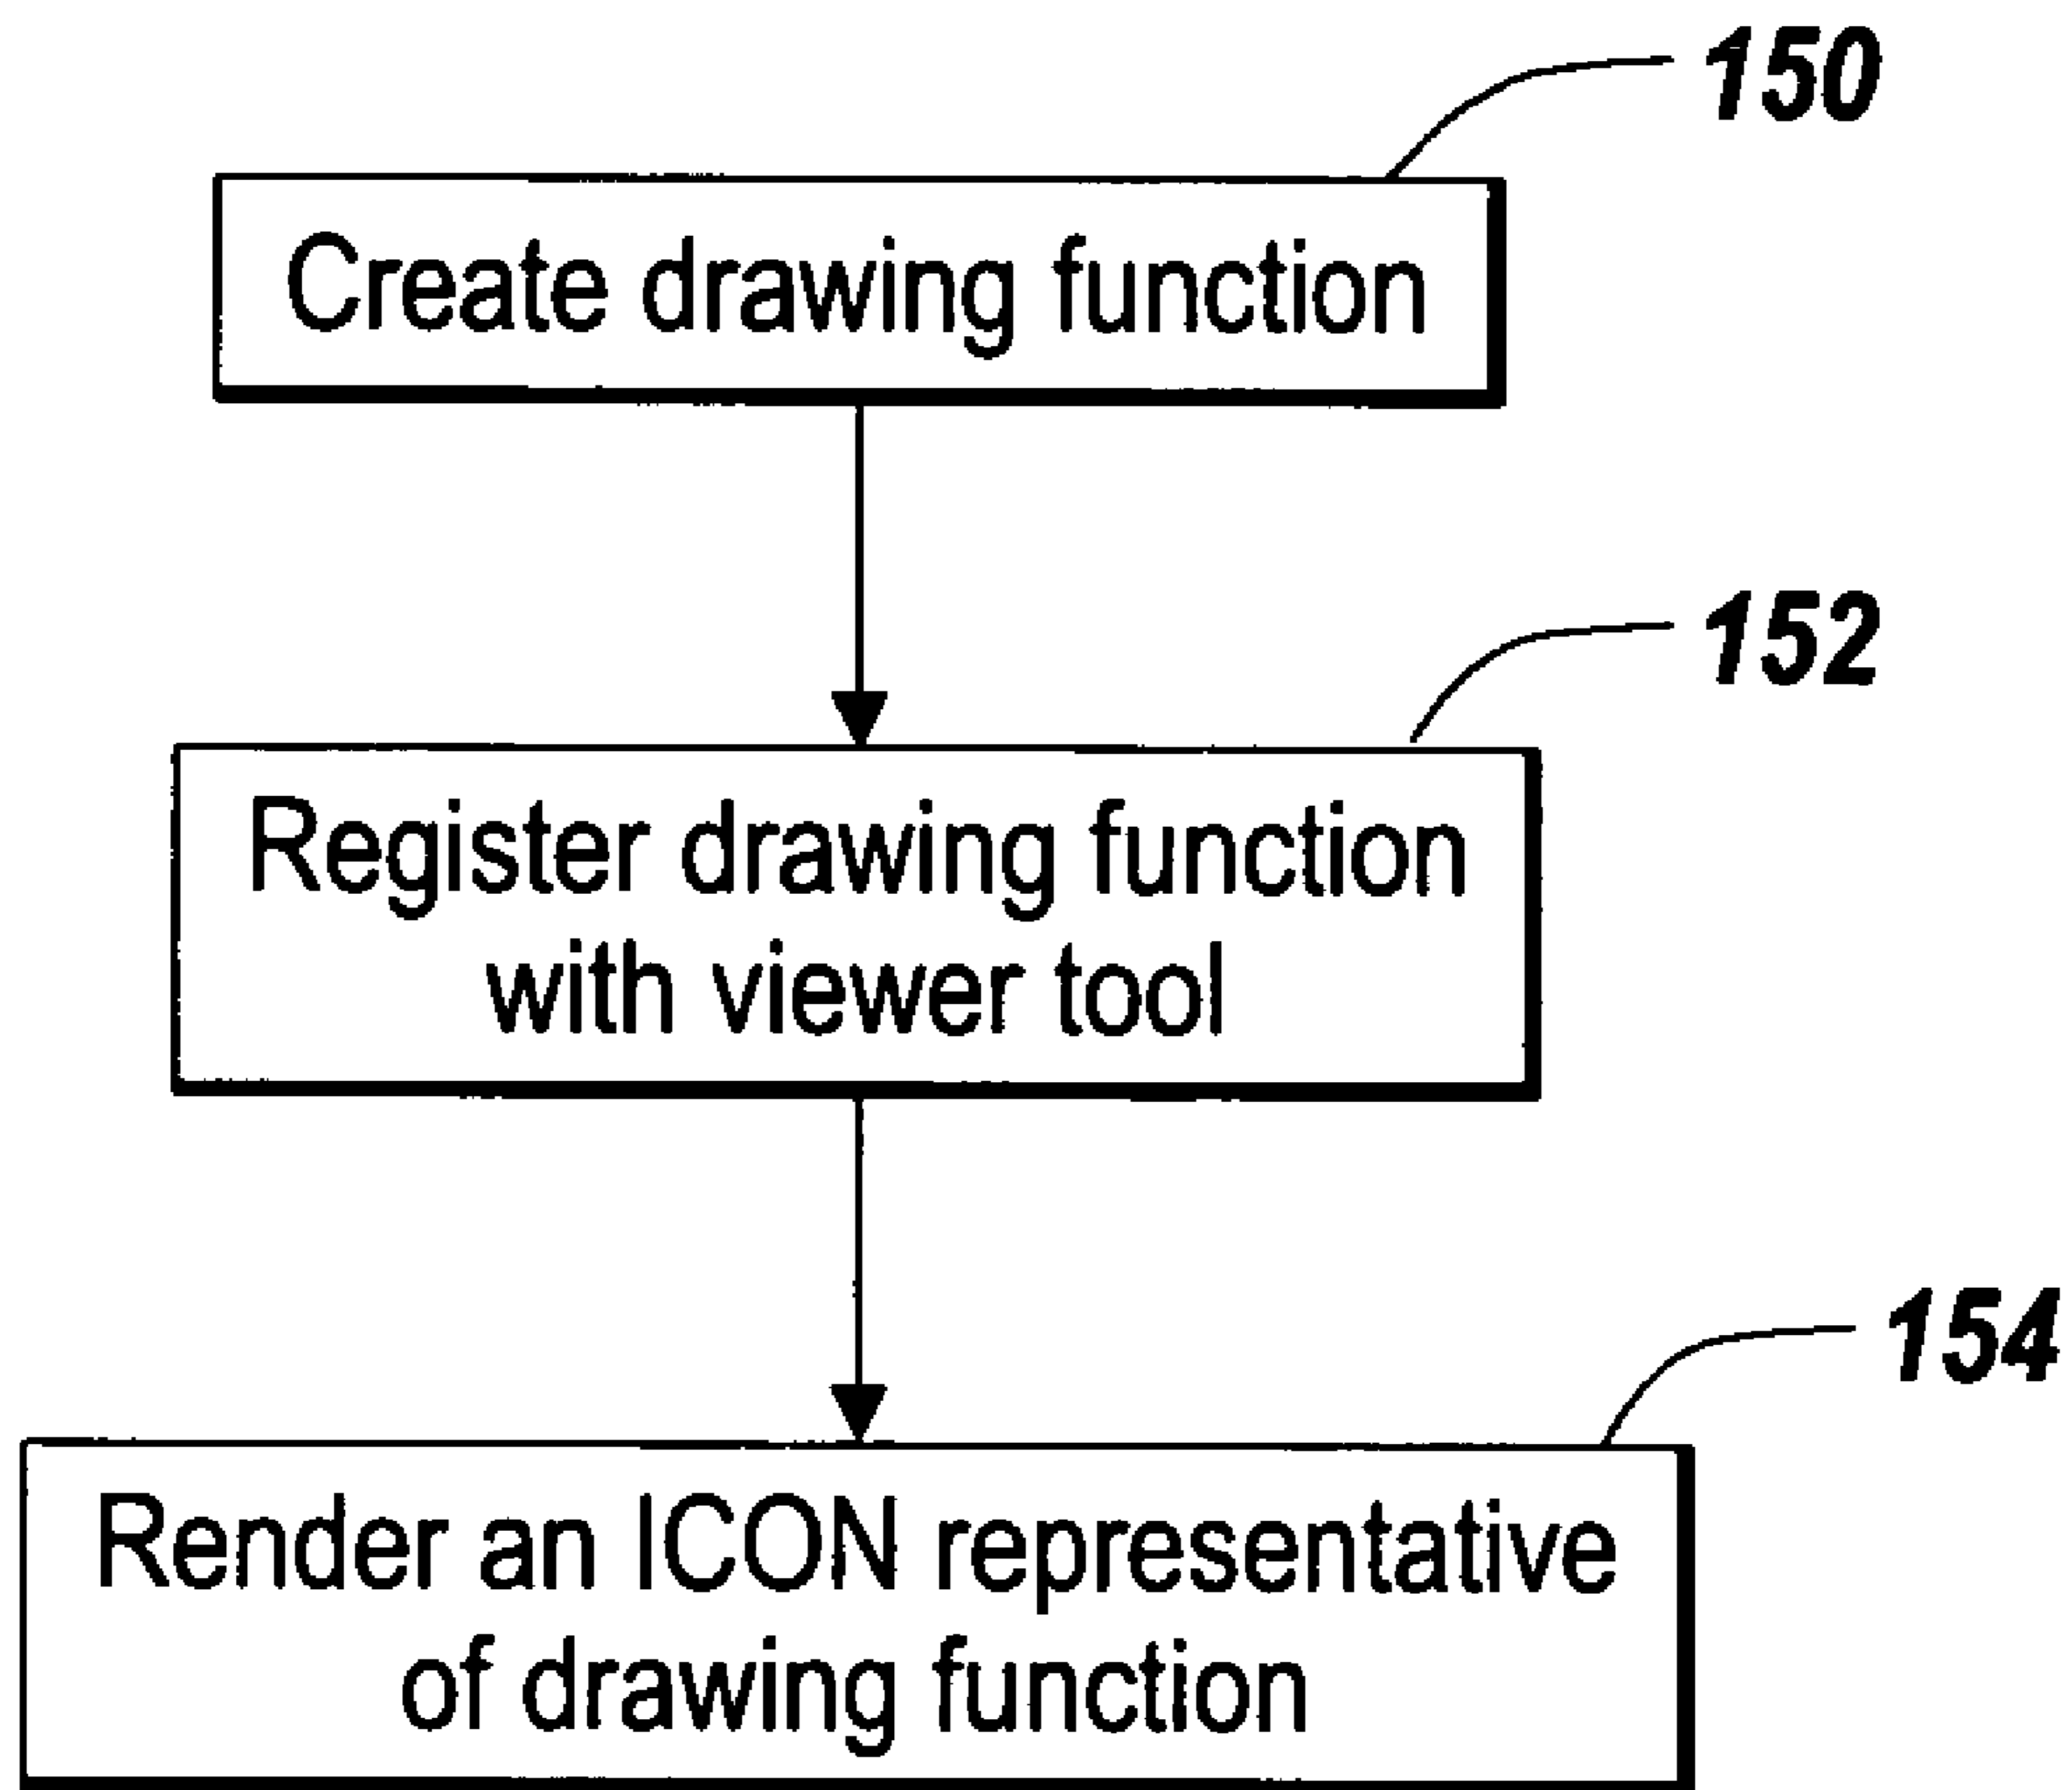 150
Create drawing function
152
Register drawing function
with viewer tool
154
Render an ICON representative
of drawing function